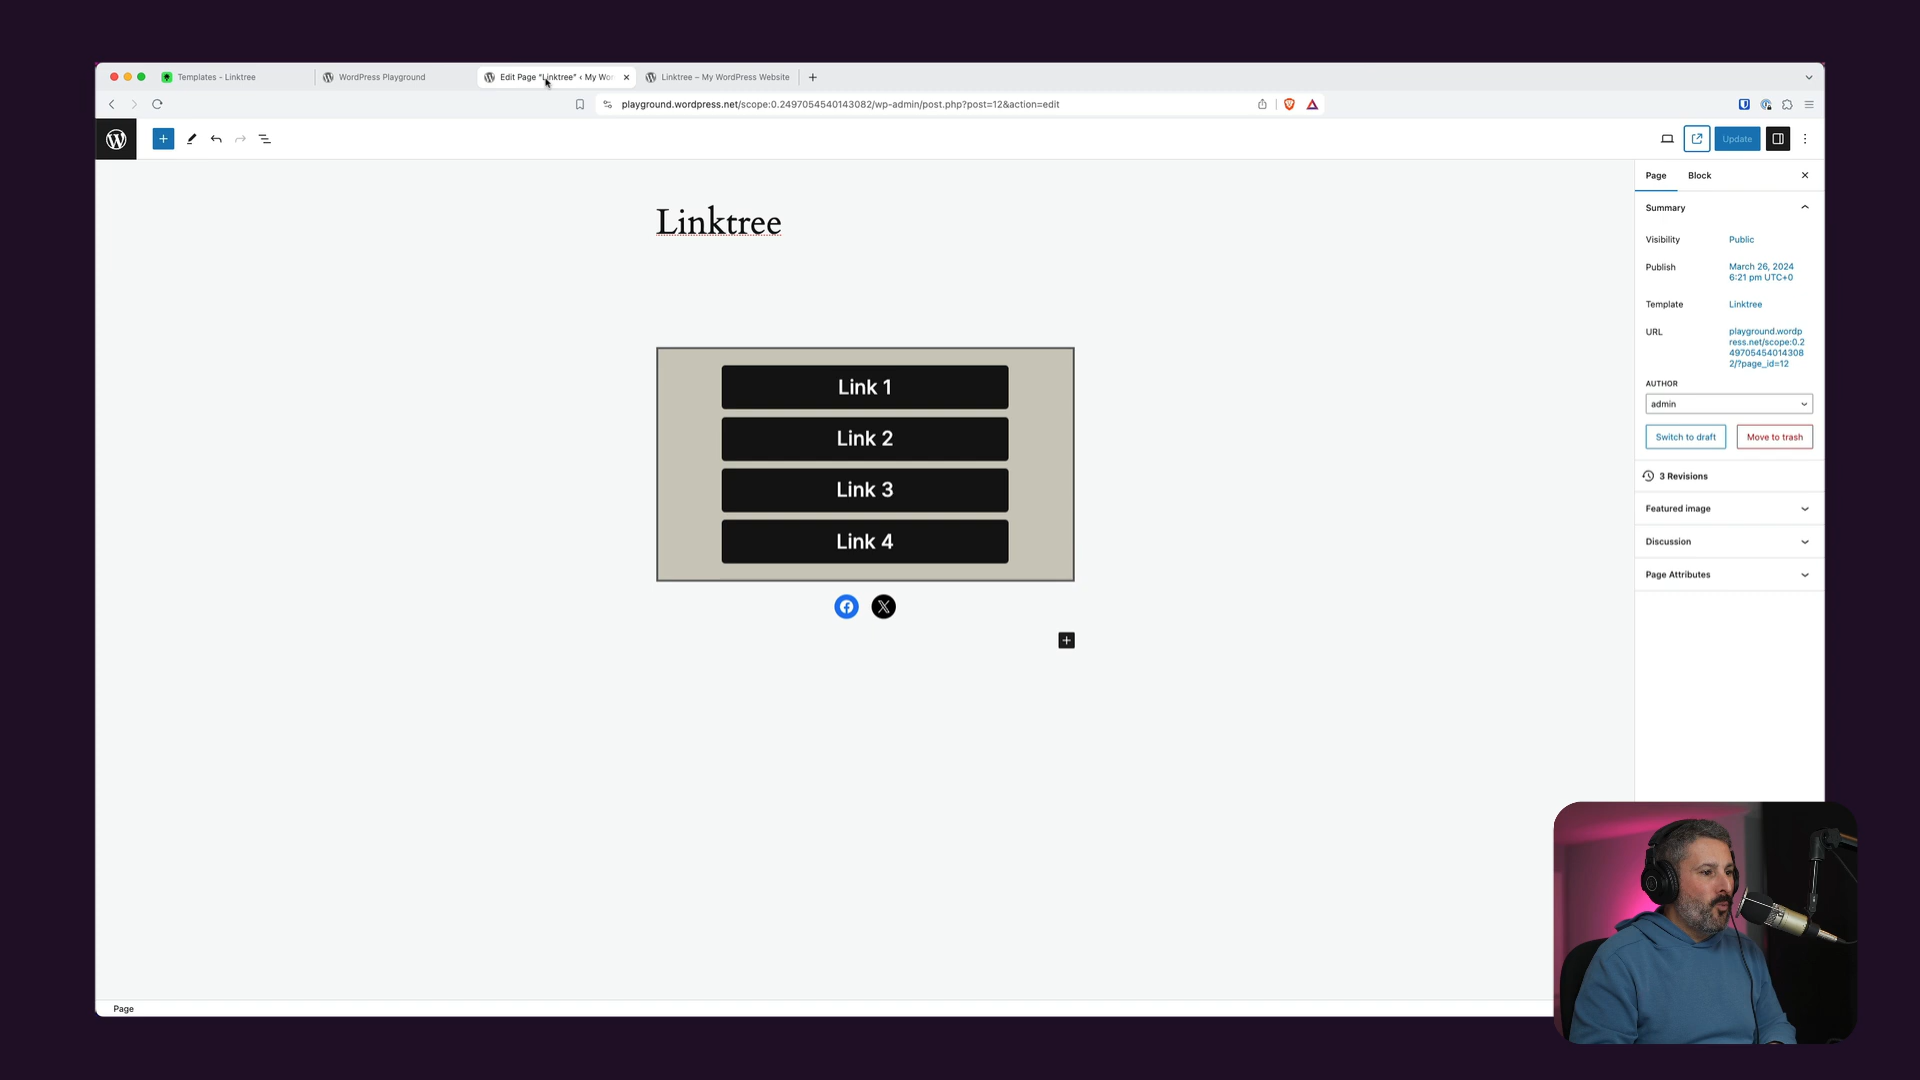 Templates - Linktree
WordPress Playground
Edit Page "Linktree" ‹ My Wor
Linktree – My WordPress Website
playground.wordpress.net/scope:0.2497054540143082/wp-admin/post.php?post=12&action=edit
Update
Page
Block
Summary
Visibility
Public
Publish
March 26, 2024
6:21 pm UTC+0
Template
Linktree
URL
playground.wordp
ress.net/scope:0.2
49705454014308
2/?page_id=12
AUTHOR
admin
Switch to draft
Move to trash
3 Revisions
Featured image
Discussion
Page Attributes
Linktree
Link 1
Link 2
Link 3
Link 4
Page